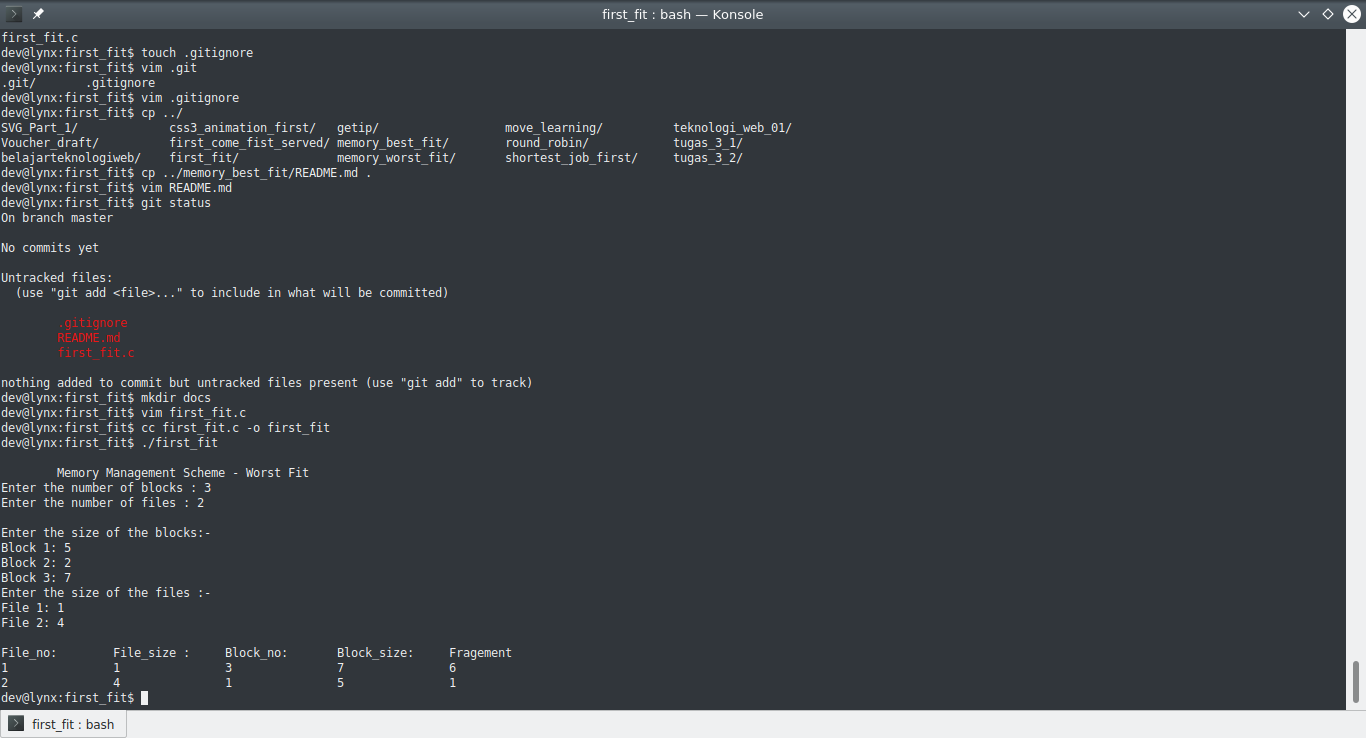 first_fit : bash — Konsole
first_fit.c
dev@lynx:first_fit$ touch .gitignore
dev@lynx:first_fit$ vim .git
.git/       .gitignore
dev@lynx:first_fit$ vim .gitignore
dev@lynx:first_fit$ cp ../
SVG_Part_1/             css3_animation_first/   getip/                  move_learning/          teknologi_web_01/
Voucher_draft/          first_come_fist_served/ memory_best_fit/        round_robin/            tugas_3_1/
belajarteknologiweb/    first_fit/              memory_worst_fit/       shortest_job_first/     tugas_3_2/
dev@lynx:first_fit$ cp ../memory_best_fit/README.md .
dev@lynx:first_fit$ vim README.md
dev@lynx:first_fit$ git status
On branch master
No commits yet
Untracked files:
  (use "git add <file>..." to include in what will be committed)
        .gitignore
        README.md
        first_fit.c
nothing added to commit but untracked files present (use "git add" to track)
dev@lynx:first_fit$ mkdir docs
dev@lynx:first_fit$ vim first_fit.c
dev@lynx:first_fit$ cc first_fit.c -o first_fit
dev@lynx:first_fit$ ./first_fit
        Memory Management Scheme - Worst Fit
Enter the number of blocks : 3
Enter the number of files : 2
Enter the size of the blocks:-
Block 1: 5
Block 2: 2
Block 3: 7
Enter the size of the files :-
File 1: 1
File 2: 4
File_no:        File_size :     Block_no:       Block_size:     Fragement
1               1               3               7               6
2               4               1               5               1
dev@lynx:first_fit$
first_fit : bash